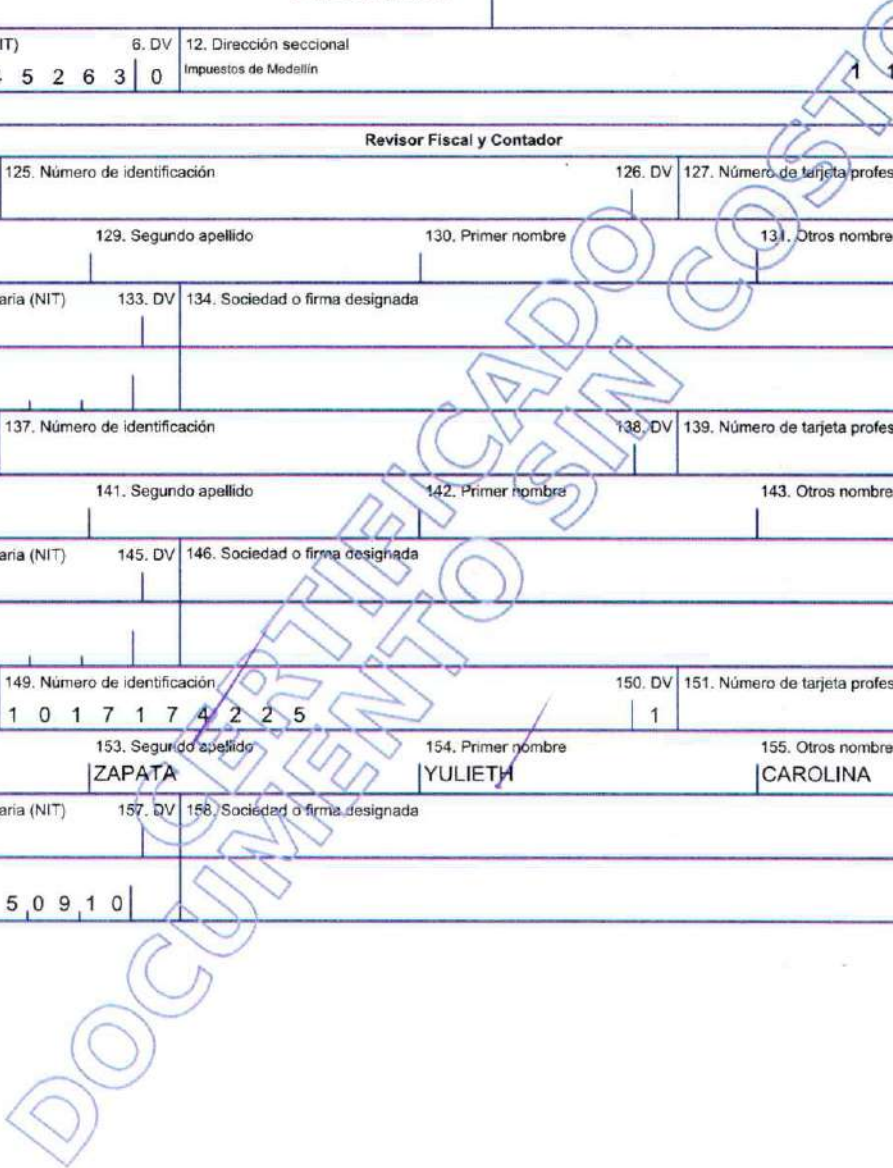 IT) 6. DV 12. Dirección seccional
5 2 6 3 0 Impuestos de Medellín 1 1
Revisor Fiscal y Contador
125. Número de identificación 126. DV 127. Número de tarjeta profes
129. Segundo apellido 130. Primer nombre 131. Otros nombre
aria (NIT) 133. DV 134. Sociedad o firma designada
137. Número de identificación 138. DV 139. Número de tarjeta profes
141. Segundo apellido 142. Primer nombre 143. Otros nombre
aria (NIT) 145. DV 146. Sociedad o firma designada
149. Número de identificación 150. DV 151. Número de tarjeta profes
1 0 1 7 1 7 4 2 2 5 1
153. Segundo apellido 154. Primer nombre 155. Otros nombre
ZAPATA YULIETH CAROLINA
aria (NIT) 157. DV 158. Sociedad o firma designada
5 0 9 1 0
CERTIFICADO
DOCUMENTO SIN COSTO